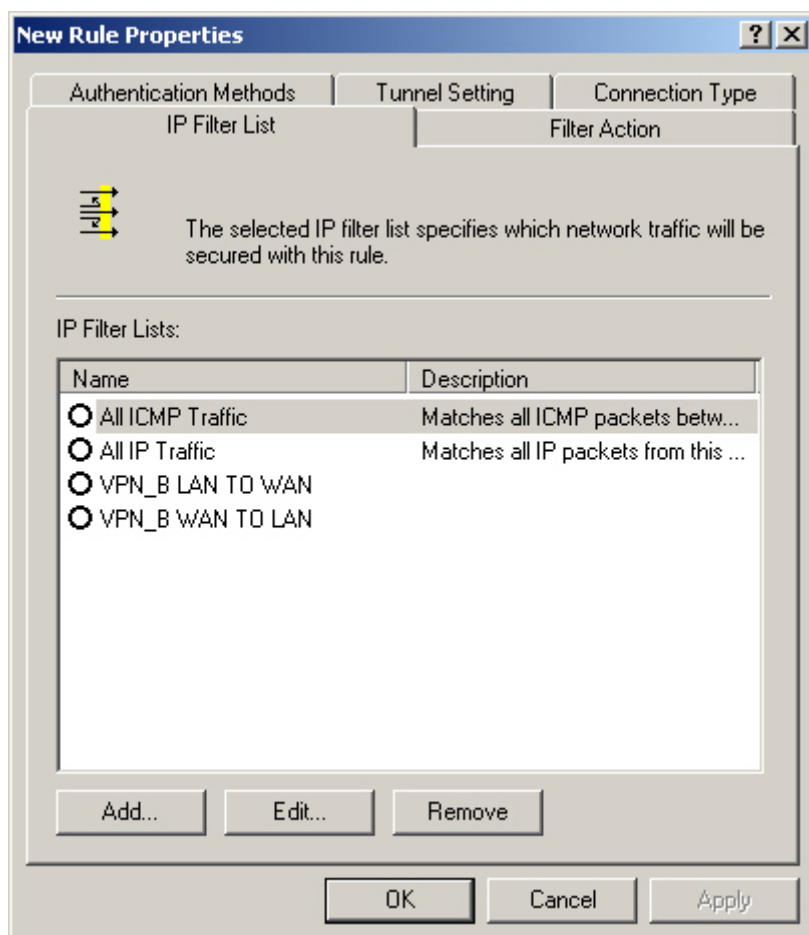 New Rule Properties
Authentication Methods Tunnel Setting Connection Type
IP Filter List Filter Action
The selected IP filter list specifies which network traffic will be
secured with this rule.
IP Filter Lists:
Name Description
All ICMP Traffic Matches all ICMP packets betw...
All IP Traffic Matches all IP packets from this ...
VPN_B LAN TO WAN
VPN_B WAN TO LAN
Add... Edit... Remove
OK Cancel Apply